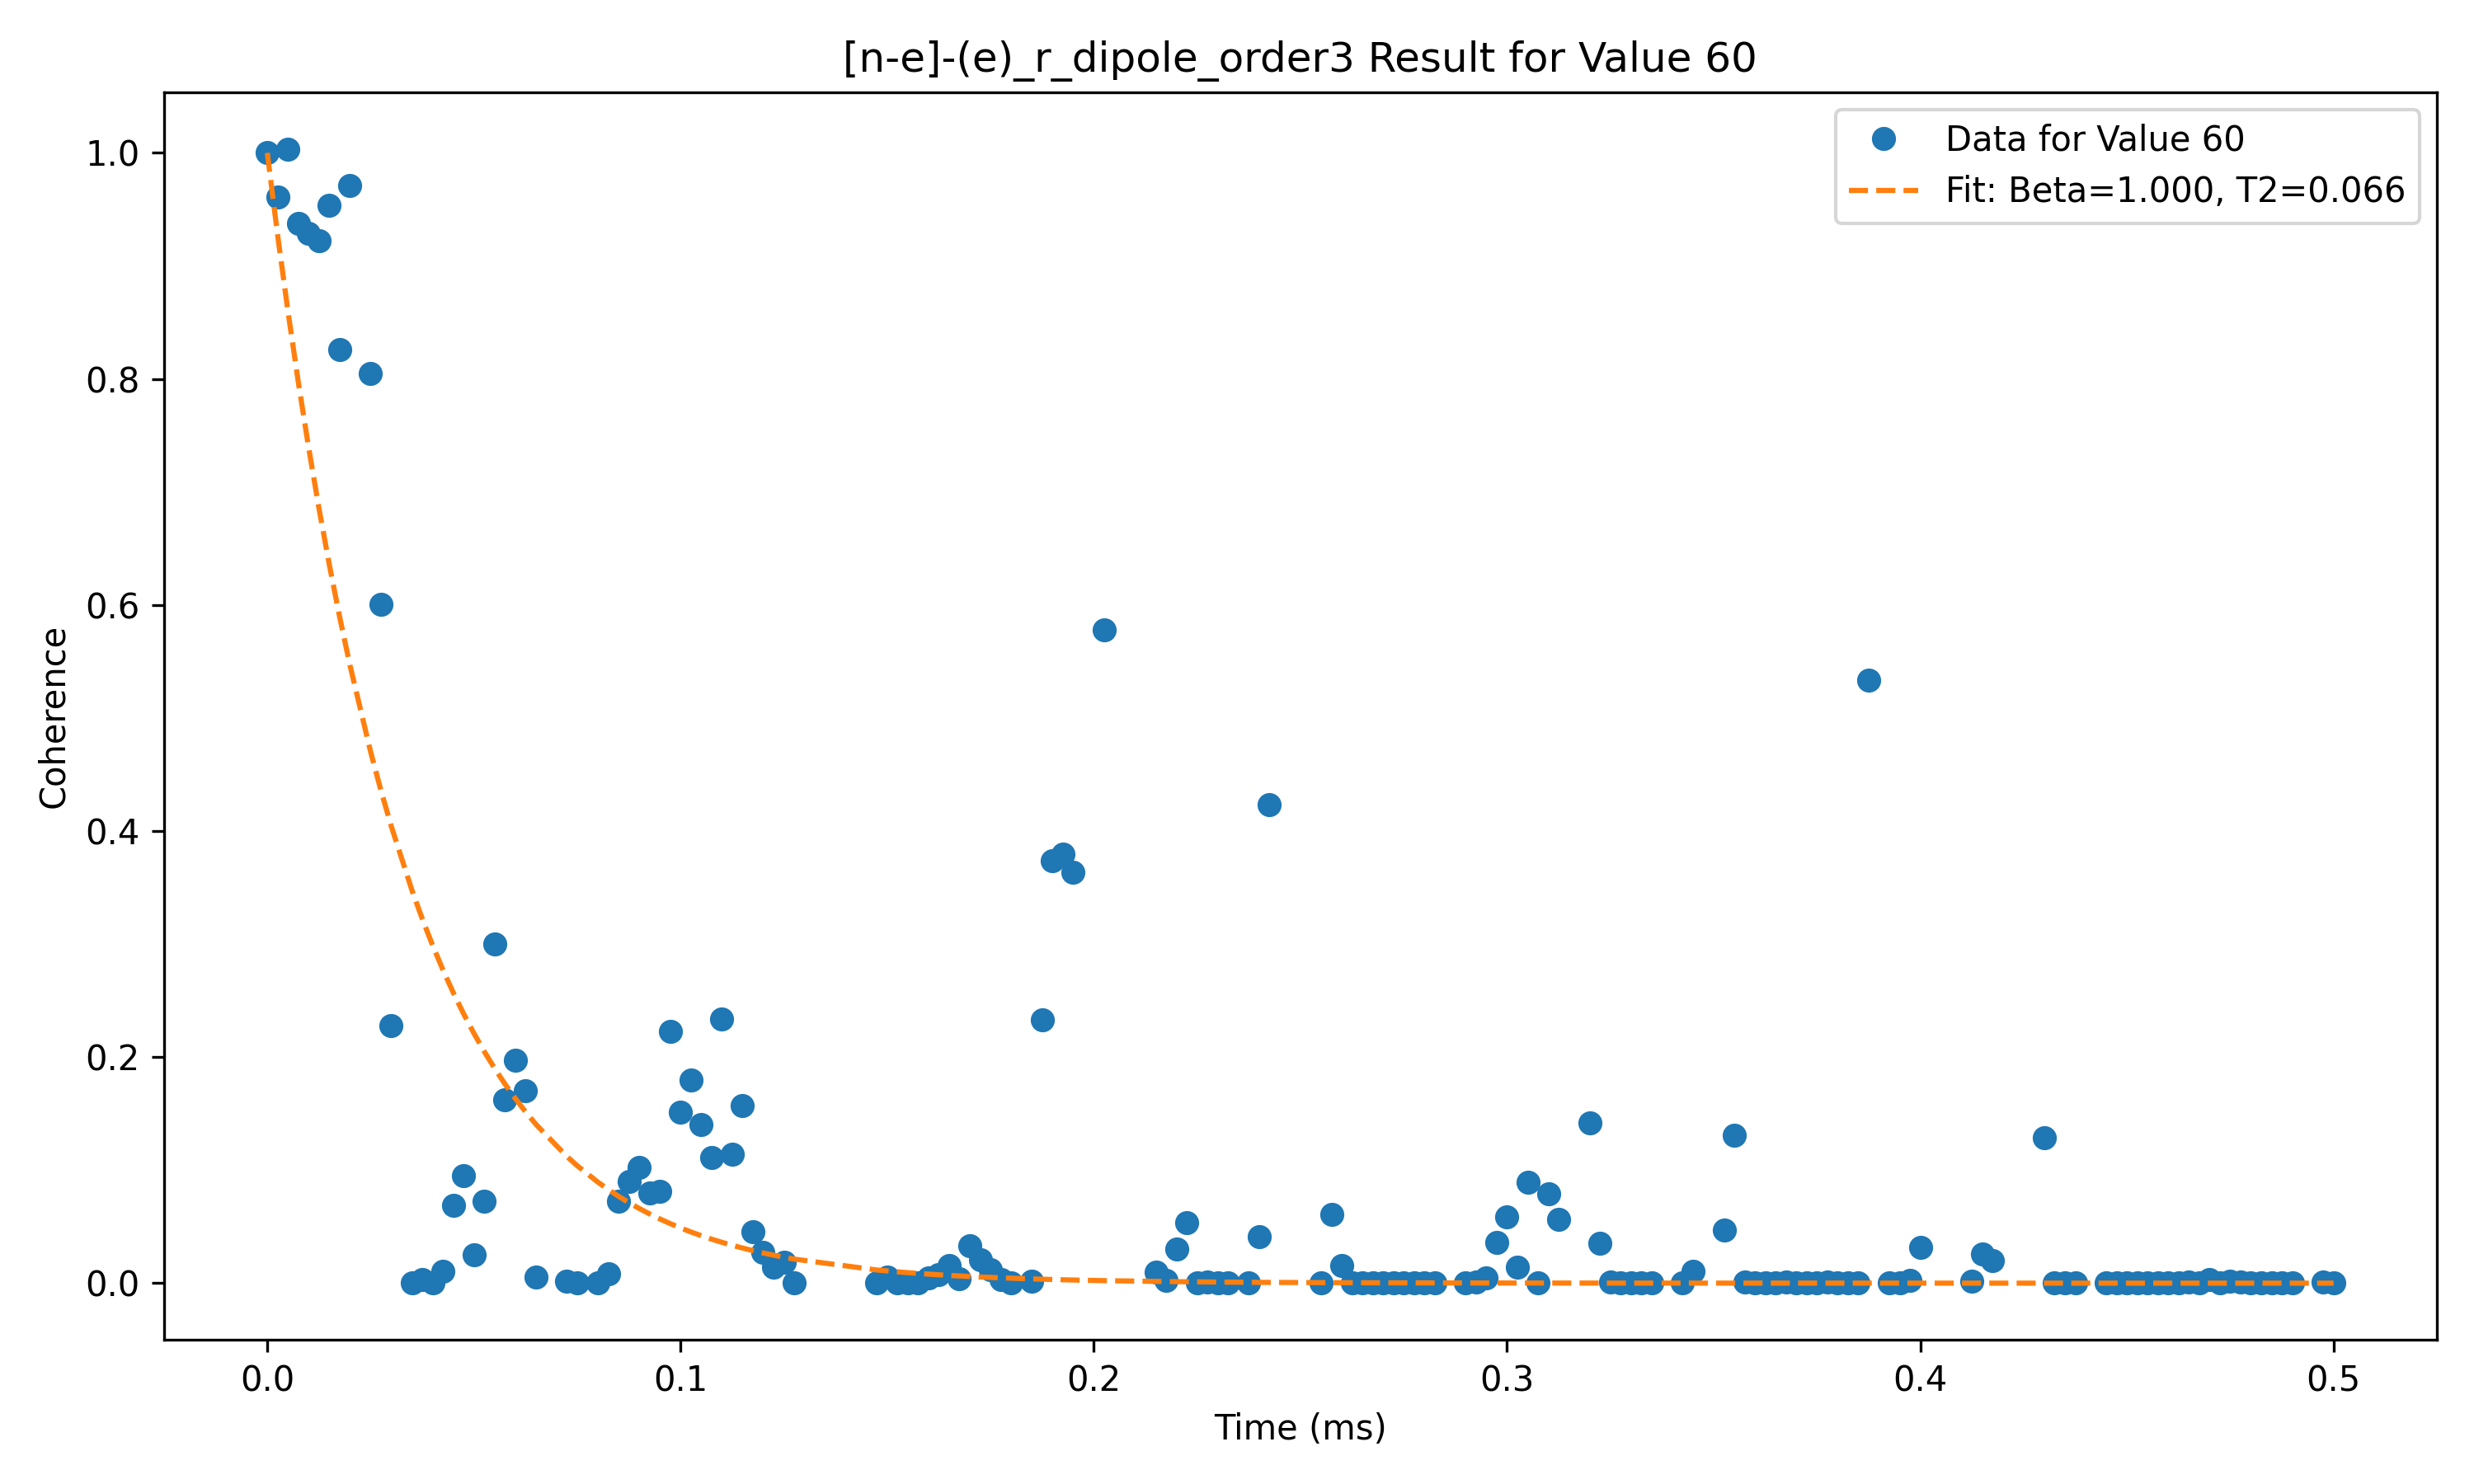 [n-e]-(e)_r_dipole_order3 Result for Value 60
Data for Value 60
Fit: Beta=1.000, T2=0.066
Coherence
1.0
0.8
0.6
0.4
0.2
0.0
0.0 0.1 0.2 0.3 0.4 0.5
Time (ms)